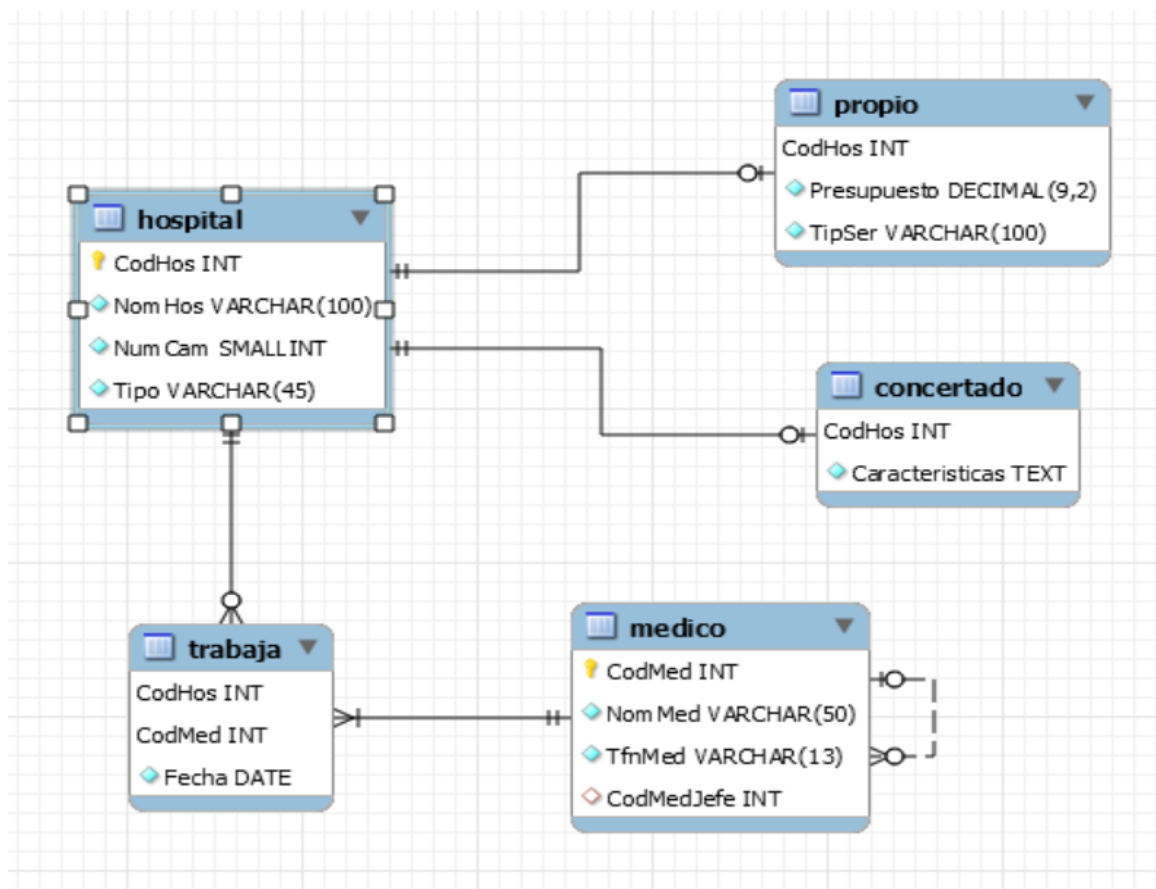 hospital
CodHos INT
NomHos VARCHAR(100)
NumCam SMALLINT
Tipo VARCHAR(45)
propio
CodHos INT
Presupuesto DECIMAL(9,2)
TipSer VARCHAR(100)
concertado
CodHos INT
Caracteristicas TEXT
trabaja
CodHos INT
CodMed INT
Fecha DATE
medico
CodMed INT
NomMed VARCHAR(50)
TfnMed VARCHAR(13)
CodMedJefe INT